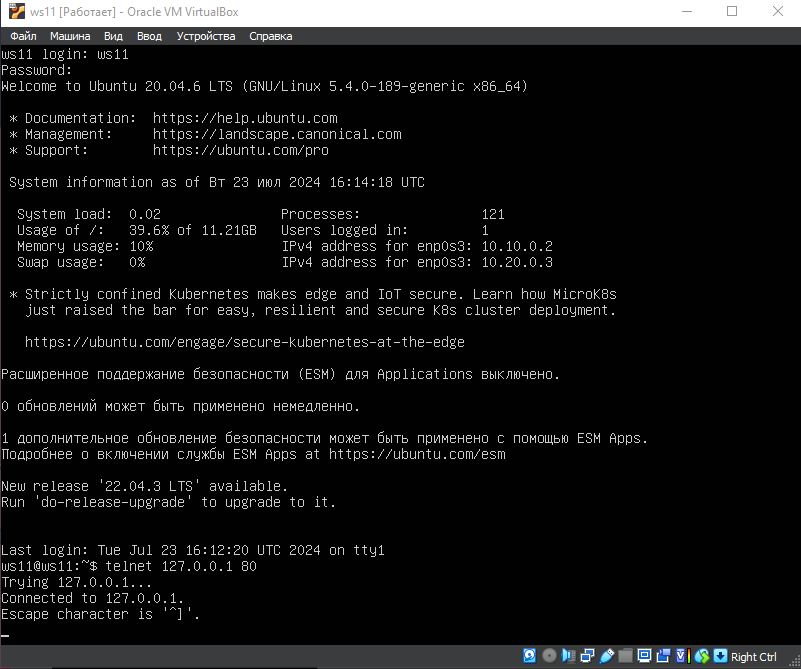 ws11 [Работает] - Oracle VM VirtualBox
Файл Машина Вид Ввод Устройства Справка
ws11 login: ws11
Password:
Welcome to Ubuntu 20.04.6 LTS (GNU/Linux 5.4.0-189-generic x86_64)
* Documentation: https://help.ubuntu.com
* Management: https://landscape.canonical.com
* Support: https://ubuntu.com/pro
System information as of Вт 23 июл 2024 16:14:18 UTC
System load: 0.02 Processes: 121
Usage of /: 39.6% of 11.21GB Users logged in: 1
Memory usage: 10% IPv4 address for enp0s3: 10.10.0.2
Swap usage: 0% IPv4 address for enp0s3: 10.20.0.3
* Strictly confined Kubernetes makes edge and IoT secure. Learn how MicroK8s
just raised the bar for easy, resilient and secure K8s cluster deployment.
https://ubuntu.com/engage/secure-kubernetes-at-the-edge
Расширенное поддержание безопасности (ESM) для Applications выключено.
0 обновлений может быть применено немедленно.
1 дополнительное обновление безопасности может быть применено с помощью ESM Apps.
Подробнее о включении службы ESM Apps at https://ubuntu.com/esm
New release '22.04.3 LTS' available.
Run 'do-release-upgrade' to upgrade to it.
Last login: Tue Jul 23 16:12:20 UTC 2024 on tty1
ws11@ws11:~$ telnet 127.0.0.1 80
Trying 127.0.0.1...
Connected to 127.0.0.1.
Escape character is '^]'.
Right Ctrl